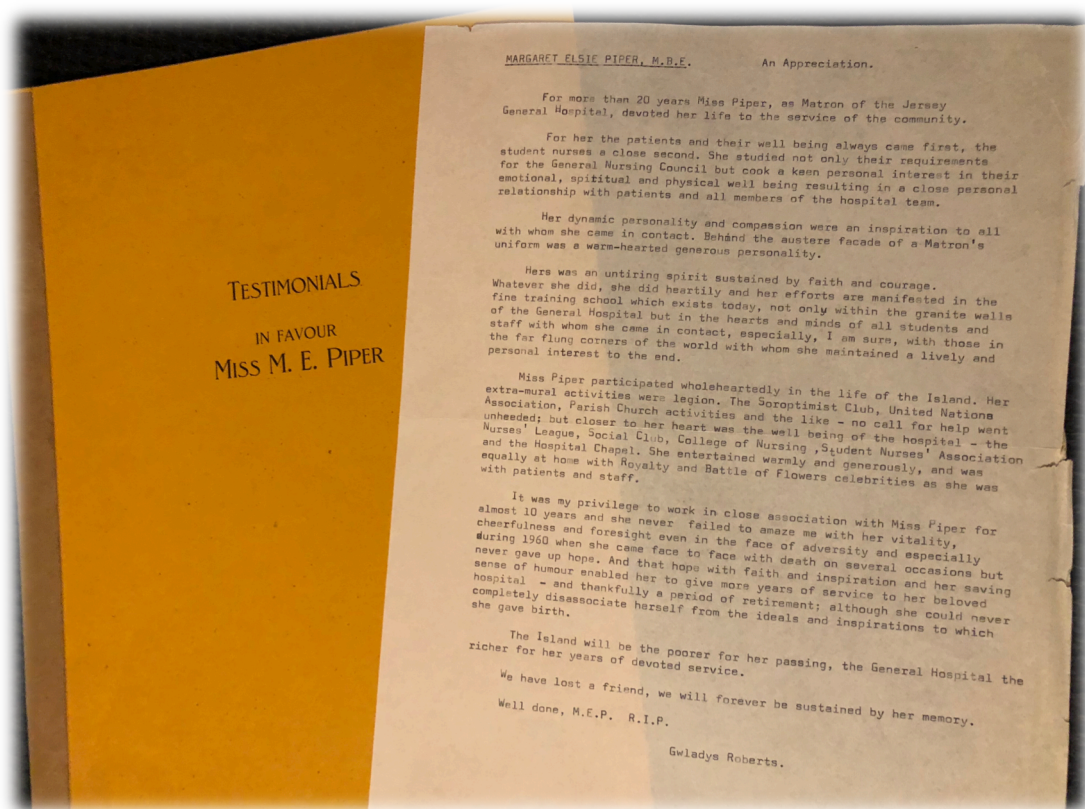 TESTIMONIALS
IN FAVOUR
MISS M. E. PIPER
MARGARET ELSIE PIPER, M.B.E. An Appreciation.
For more than 20 years Miss Piper, as Matron of the Jersey
General Hospital, devoted her life to the service of the community.
For her the patients and their well being always came first, the
student nurses a close second. She studied not only their requirements
for the General Nursing Council but cook a keen personal interest in their
emotional, spiritual and physical well being resulting in a close personal
relationship with patients and all members of the hospital team.
Her dynamic personality and compassion were an inspiration to all
with whom she came in contact. Behind the austere facade of a Matron's
uniform was a warm-hearted generous personality.
Hers was an untiring spirit sustained by faith and courage.
Whatever she did, she did heartily and her efforts are manifested in the
fine training school which exists today, not only within the granite walls
of the General Hospital but in the hearts and minds of all students and
staff with whom she came in contact, especially, I am sure, with those in
the far flung corners of the world with whom she maintained a lively and
personal interest to the end.
Miss Piper participated wholeheartedly in the life of the Island. Her
extra-mural activities were legion. The Soroptimist Club, United Nations
Association, Parish Church activities and the like - no call for help went
unheeded; but closer to her heart was the well being of the hospital - the
Nurses' League, Social Club, College of Nursing ,Student Nurses' Association
and the Hospital Chapel. She entertained warmly and generously, and was
equally at home with Royalty and Battle of Flowers celebrities as she was
with patients and staff.
It was my privilege to work in close association with Miss Piper for
almost 10 years and she never failed to amaze me with her vitality,
cheerfulness and foresight even in the face of adversity and especially
during 1960 when she came face to face with death on several occasions but
never gave up hope. And that hope with faith and inspiration and her saving
sense of humour enabled her to give more years of service to her beloved
hospital - and thankfully a period of retirement; although she could never
completely disassociate herself from the ideals and inspirations to which
she gave birth.
The Island will be the poorer for her passing, the General Hospital the
richer for her years of devoted service.
We have lost a friend, we will forever be sustained by her memory.
Well done, M.E.P. R.I.P.
Gwladys Roberts.